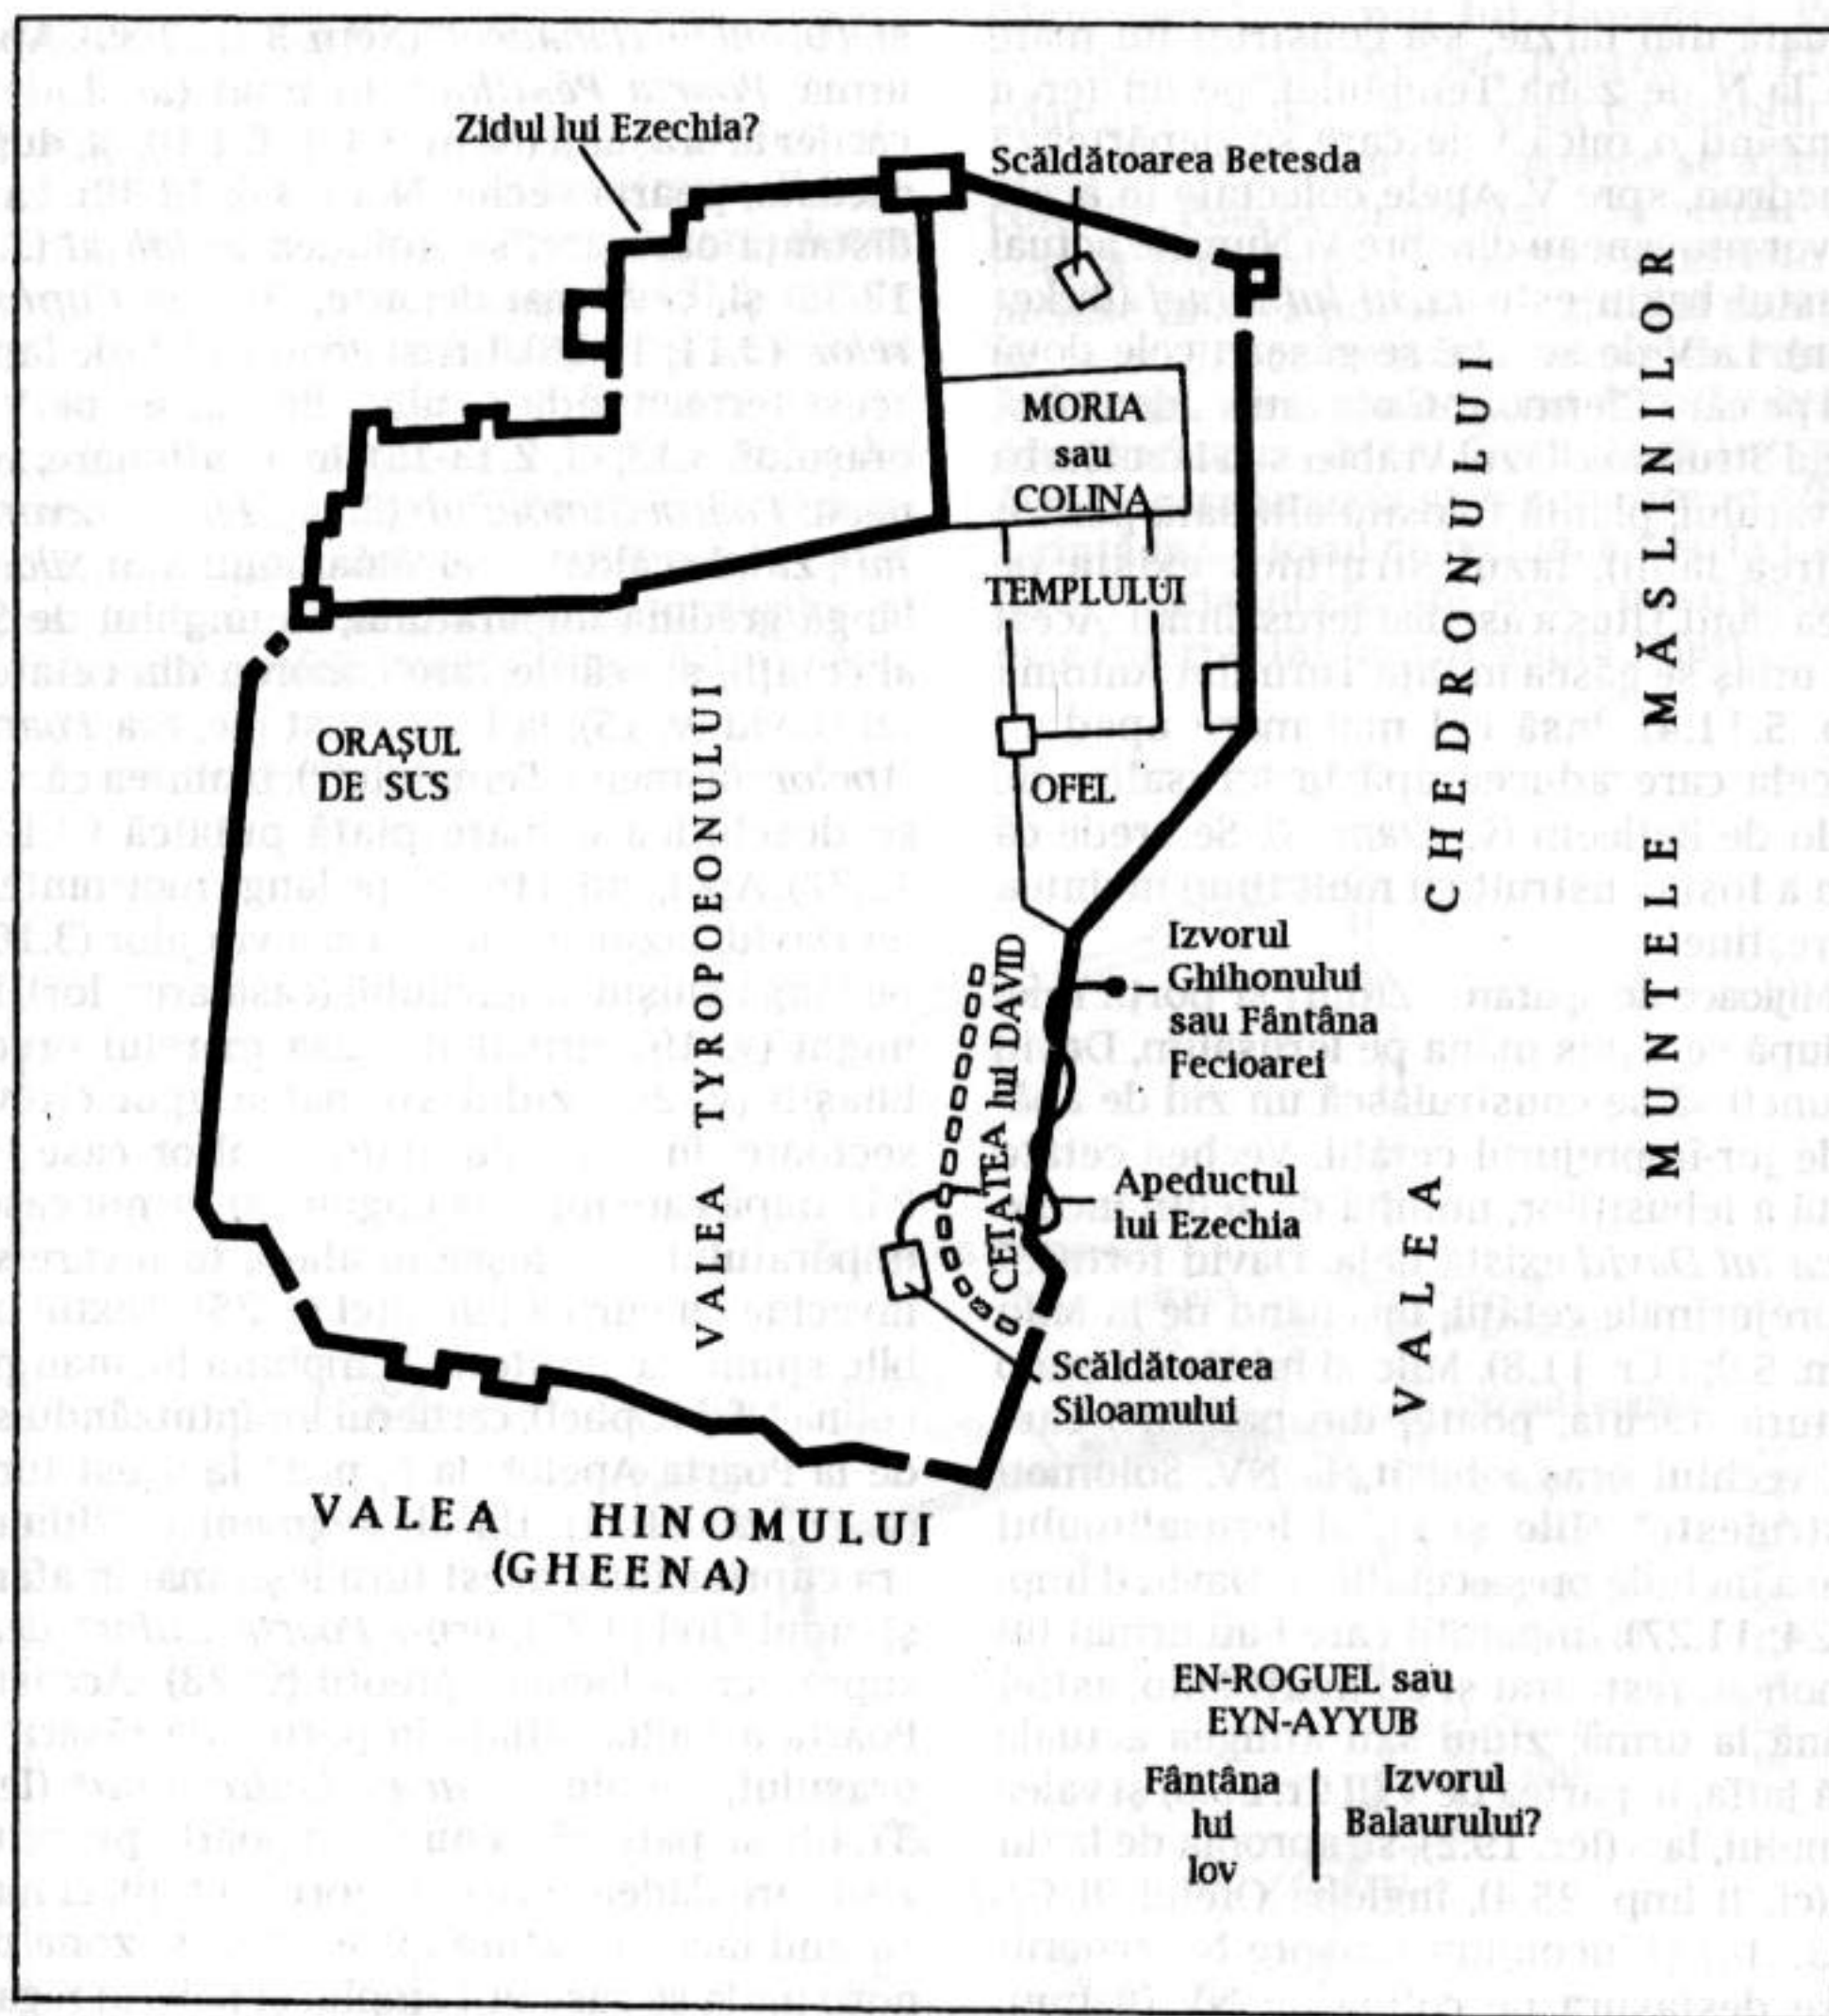 Zidul lui Ezechia?
Scăldătoarea Betesda
MORIA
sau
COLINA
TEMPLULUI
ORAŞUL
DE SUS
OFEL
VALEA TYROPOEONULUI
CETATEA lui DAVID
Izvorul
Ghihonului
sau Fântâna
Fecioarei
Apeductul
lui Ezechia
Scăldătoarea
Siloamului
VALEA CHEDRONULUI
MUNTELE MĂSLINILOR
VALEA HINOMULUI
(GHEENA)
EN-ROGUEL sau
EYN-AYYUB
Fântâna
lui
Iov
Izvorul
Balaurului?